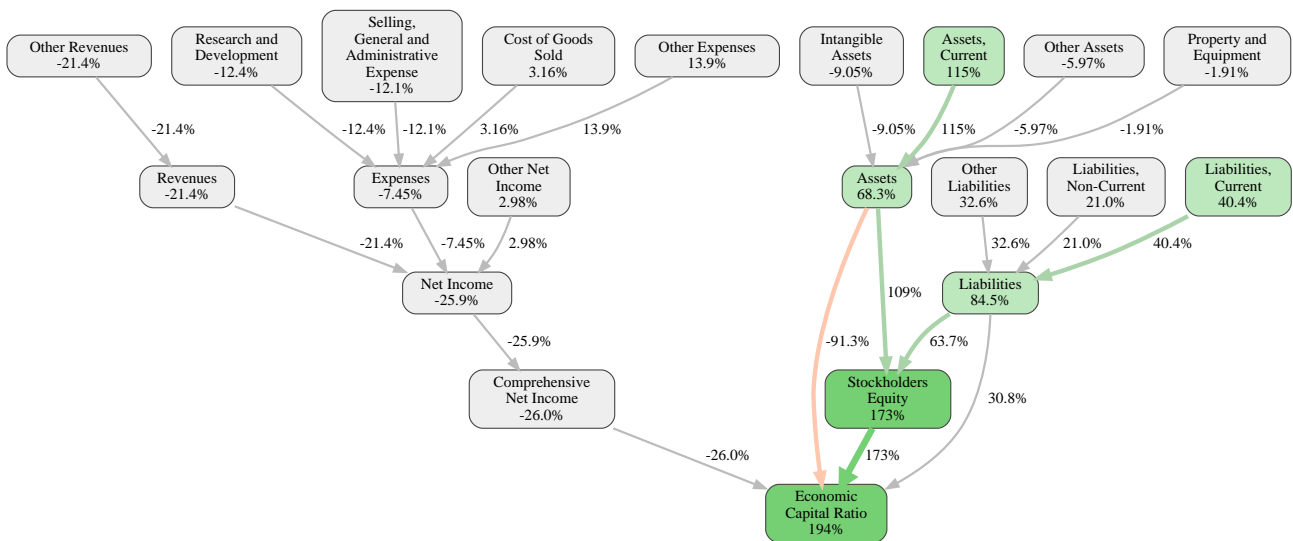 Other Revenues
-21.4%
Research and
Development
-12.4%
Selling,
General and
Administrative
Expense
-12.1%
Cost of Goods
Sold
3.16%
Other Expenses
13.9%
Intangible
Assets
-9.05%
Assets,
Current
115%
Other Assets
-5.97%
Property and
Equipment
-1.91%
-21.4%
-12.4%
-12.1%
3.16%
13.9%
-9.05%
115%
-5.97%
-1.91%
Revenues
-21.4%
Expenses
-7.45%
Other Net
Income
2.98%
Assets
68.3%
Other
Liabilities
32.6%
Liabilities,
Non-Current
21.0%
Liabilities,
Current
40.4%
-21.4%
-7.45%
2.98%
32.6%
21.0%
40.4%
Net Income
-25.9%
109%
Liabilities
84.5%
-25.9%
-91.3%
63.7%
Comprehensive
Net Income
-26.0%
Stockholders
Equity
173%
30.8%
-26.0%
173%
Economic
Capital Ratio
194%